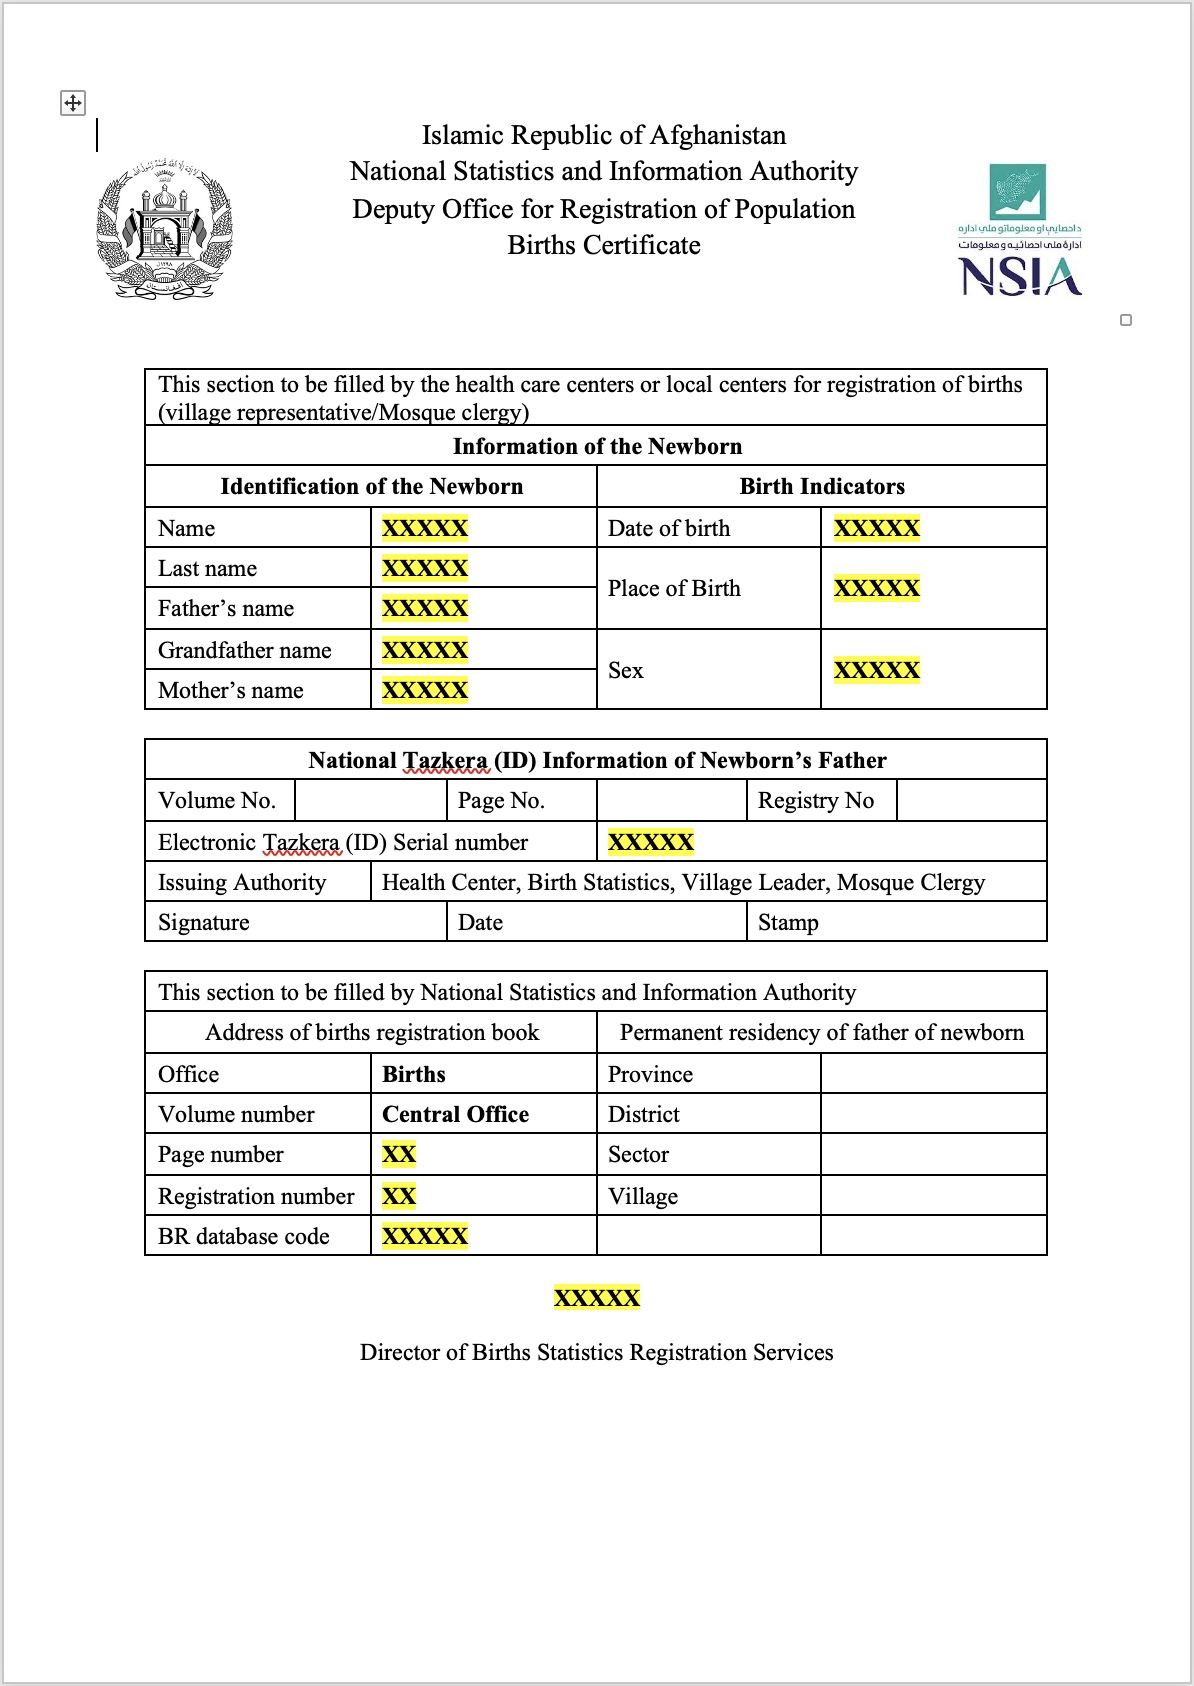 Islamic Republic of Afghanistan
National Statistics and Information Authority
Deputy Office for Registration of Population
Births Certificate
د احصایې او معلوماتو ملي اداره
ادارۀ ملی احصائیه و معلومات
NSIA
This section to be filled by the health care centers or local centers for registration of births
(village representative/Mosque clergy)
Information of the Newborn
Identification of the Newborn Birth Indicators
Name XXXXX Date of birth XXXXX
Last name XXXXX
Place of Birth XXXXX
Father’s name XXXXX
Grandfather name XXXXX
Sex XXXXX
Mother’s name XXXXX
National Tazkera (ID) Information of Newborn’s Father
Volume No. Page No. Registry No
Electronic Tazkera (ID) Serial number XXXXX
Issuing Authority Health Center, Birth Statistics, Village Leader, Mosque Clergy
Signature Date Stamp
This section to be filled by National Statistics and Information Authority
Address of births registration book Permanent residency of father of newborn
Office Births Province
Volume number Central Office District
Page number XX Sector
Registration number XX Village
BR database code XXXXX
XXXXX
Director of Births Statistics Registration Services